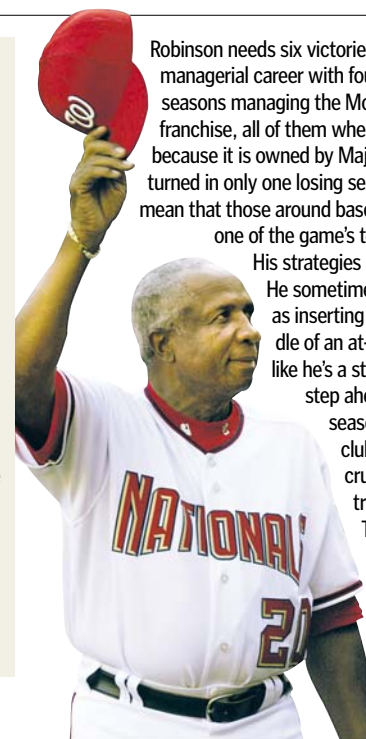 W
Robinson needs six victorie
managerial career with fou
seasons managing the Mo
franchise, all of them whe
because it is owned by Maj
turned in only one losing se
mean that those around base
one of the game's t
His strategies
He sometime
as inserting
dle of an at-
like he's a st
step ahe
seas
clu
cru
tr
T
NATIONALS
20